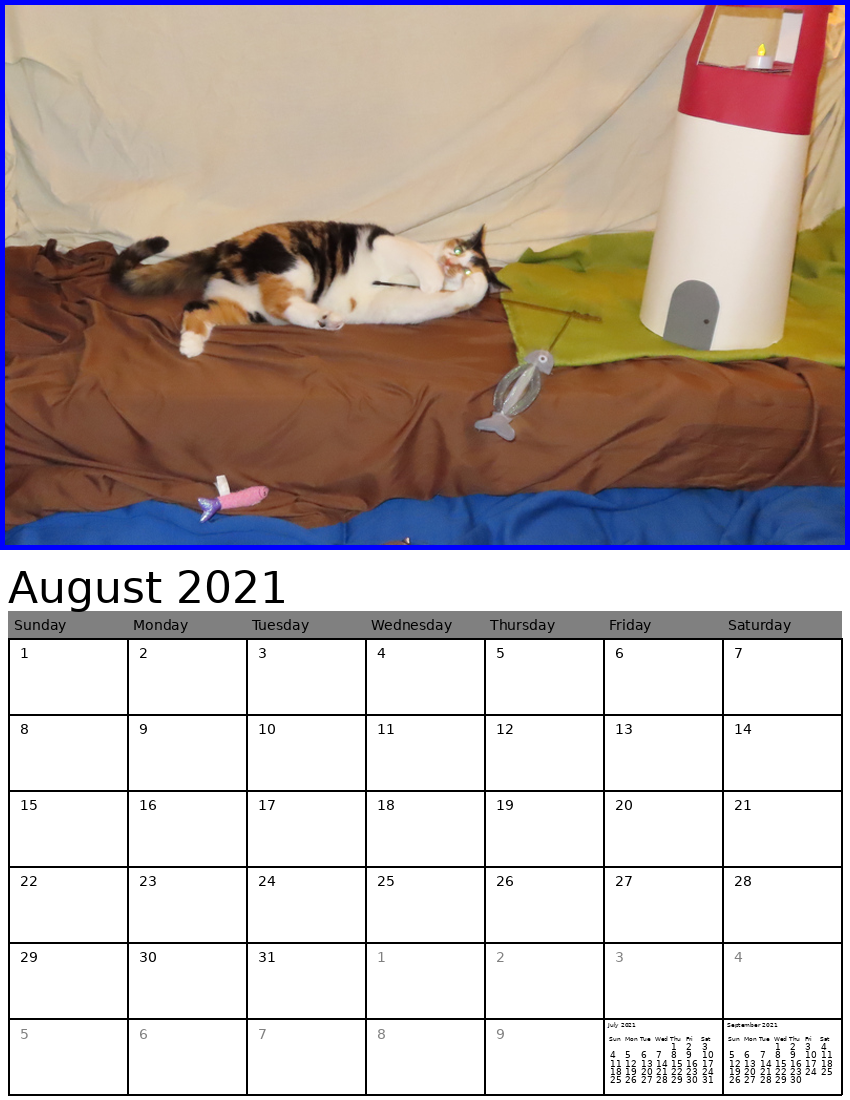 August 2021
Sunday Monday Tuesday Wednesday Thursday Friday Saturday
1 2 3 4 5 6 7
8 9 10 11 12 13 14
15 16 17 18 19 20 21
22 23 24 25 26 27 28
29 30 31 1 2 3 4
5 6 7 8 9
July 2021
Sun Mon Tue Wed Thu Fri Sat
1 2 3
4 5 6 7 8 9 10
11 12 13 14 15 16 17
18 19 20 21 22 23 24
25 26 27 28 29 30 31
September 2021
Sun Mon Tue Wed Thu Fri Sat
1 2 3 4
5 6 7 8 9 10 11
12 13 14 15 16 17 18
19 20 21 22 23 24 25
26 27 28 29 30